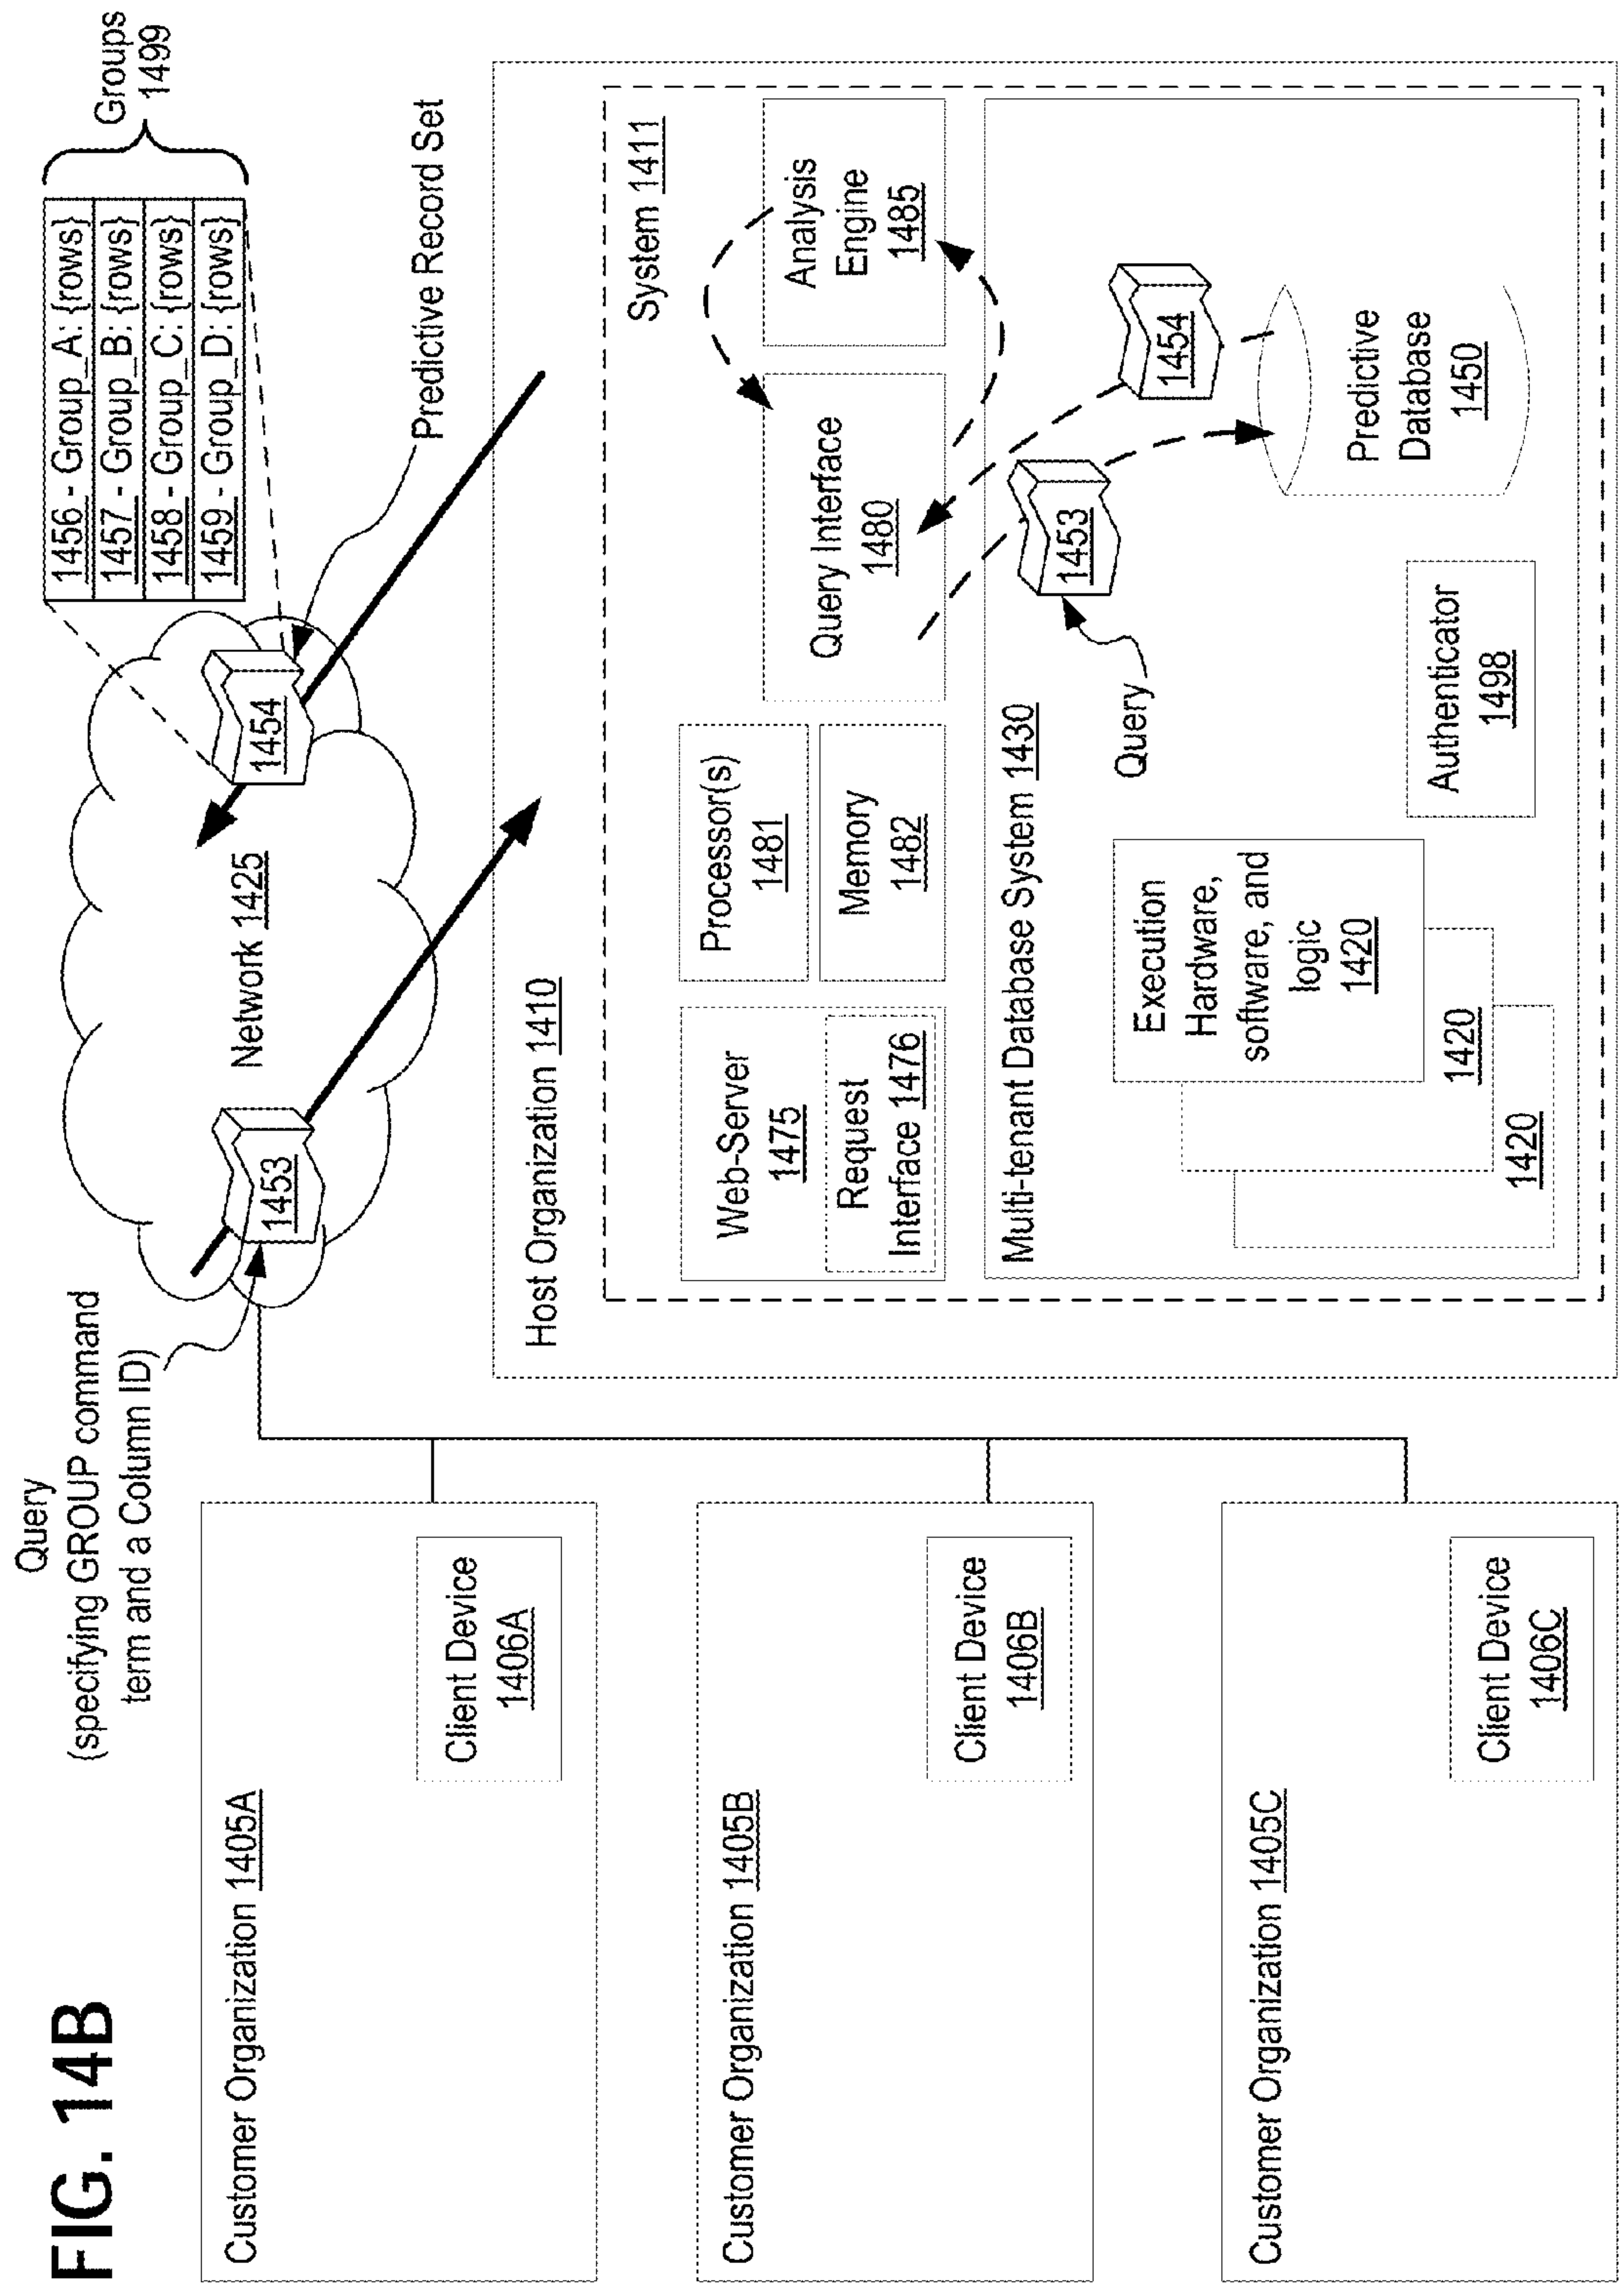 FIG. 14B
Query
(specifying GROUP command
term and a Column ID)
Customer Organization 1405A
Client Device
1406A
Customer Organization 1405B
Client Device
1406B
Customer Organization 1405C
Client Device
1406C
1453
Network 1425
1454
1456 - Group_A: {rows}
1457 - Group_B: {rows}
1458 - Group_C: {rows}
1459 - Group_D: {rows}
Groups
1499
Predictive Record Set
Host Organization 1410
System 1411
Web-Server
1475
Request
Interface 1476
Processor(s)
1481
Memory
1482
Query Interface
1480
Analysis
Engine
1485
Multi-tenant Database System 1430
Query
1453
1454
Execution
Hardware,
software, and
logic
1420
1420
1420
Authenticator
1498
Predictive
Database
1450